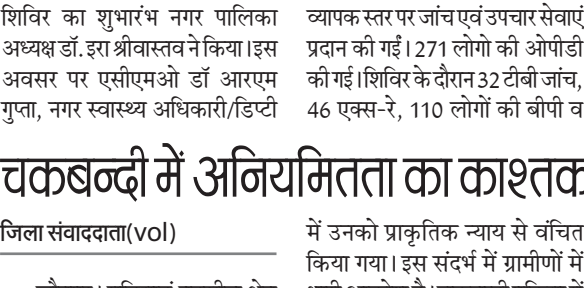 शिविर का शुभारंभ नगर पालिका
अध्यक्ष डॉ. इरा श्रीवास्तव ने किया। इस
अवसर पर एसीएमओ डॉ आरएम
गुप्ता, नगर स्वास्थ्य अधिकारी/डिप्टी
व्यापक स्तर पर जांच एवं उपचार सेवाएं
प्रदान की गईं। 271 लोगो की ओपीडी
की गई। शिविर के दौरान 32 टीबी जांच,
46 एक्स-रे, 110 लोगों की बीपी व
चकबन्दी में अनियमितता का काश्तक
जिला संवाददाता(vol)
में उनको प्राकृतिक न्याय से वंचित
किया गया। इस संदर्भ में ग्रामीणों में